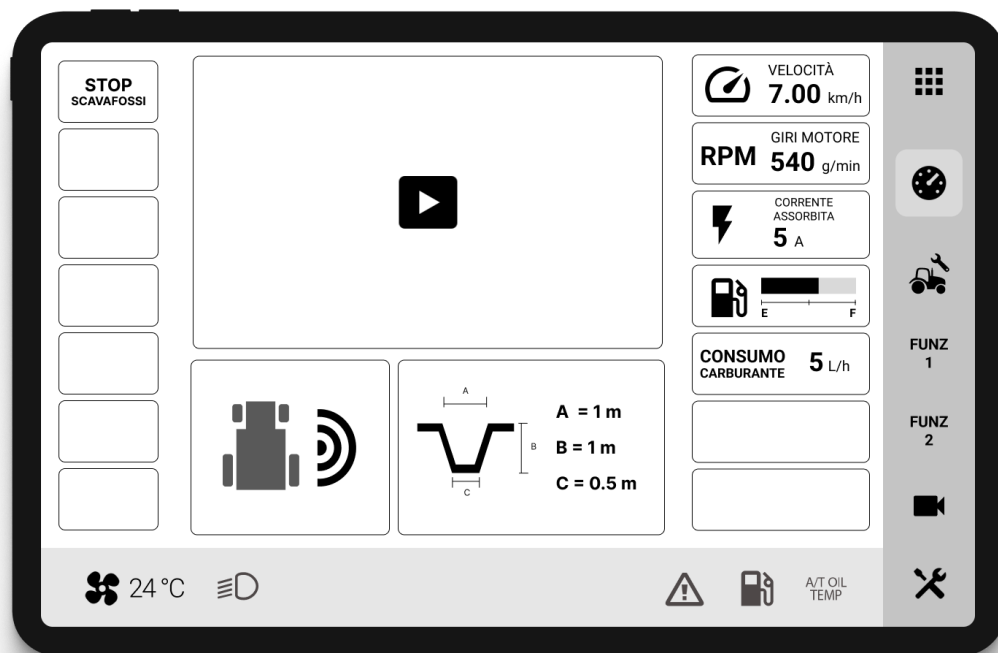 STOP
SCAVAFOSSI
VELOCITÀ
7.00 km/h
RPM
GIRI MOTORE
540 g/min
CORRENTE
ASSORBITA
5 A
E F
CONSUMO
CARBURANTE
5 L/h
FUNZ
1
FUNZ
2
A
B
C
A = 1 m
B = 1 m
C = 0.5 m
24 °C
A/T OIL
TEMP